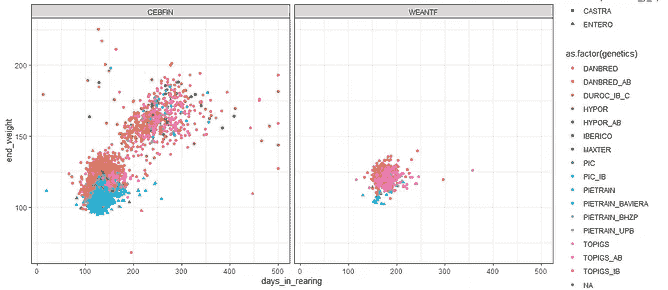 CEBFIN WEANTF
CASTRA
ENTERO
as.factor(genetics)
DANBRED
DANBRED_AB
DUROC_IB_C
HYPOR
HYPOR_AB
IBERICO
MAXTER
PIC
PIC_IB
PIETRAIN
PIETRAIN_BAVIERA
PIETRAIN_BHZP
PIETRAIN_UPB
TOPIGS
TOPIGS_AB
TOPIGS_IB
NA
200
150
100
end_weight
0 100 200 300 400 500 0 100 200 300 400 500
days_in_rearing